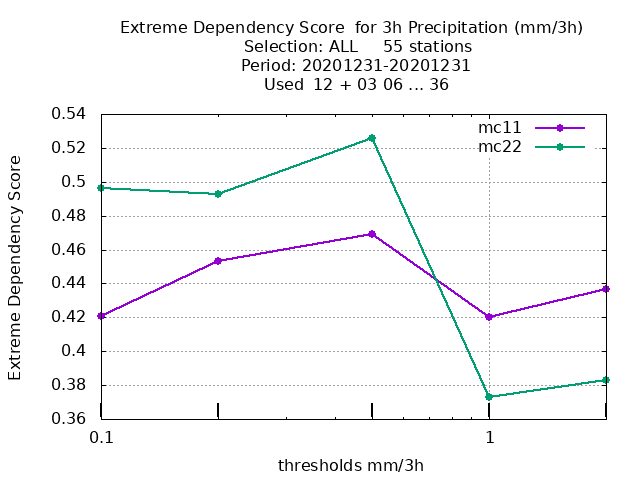 Extreme Dependency Score  for 3h Precipitation (mm/3h)
Selection: ALL     55 stations
Period: 20201231-20201231
Used  12 + 03 06 ... 36
0.54
mc11
mc22
0.52
0.5
0.48
0.46
0.44
0.42
0.4
0.38
0.36
Extreme Dependency Score
0.1
1
thresholds mm/3h